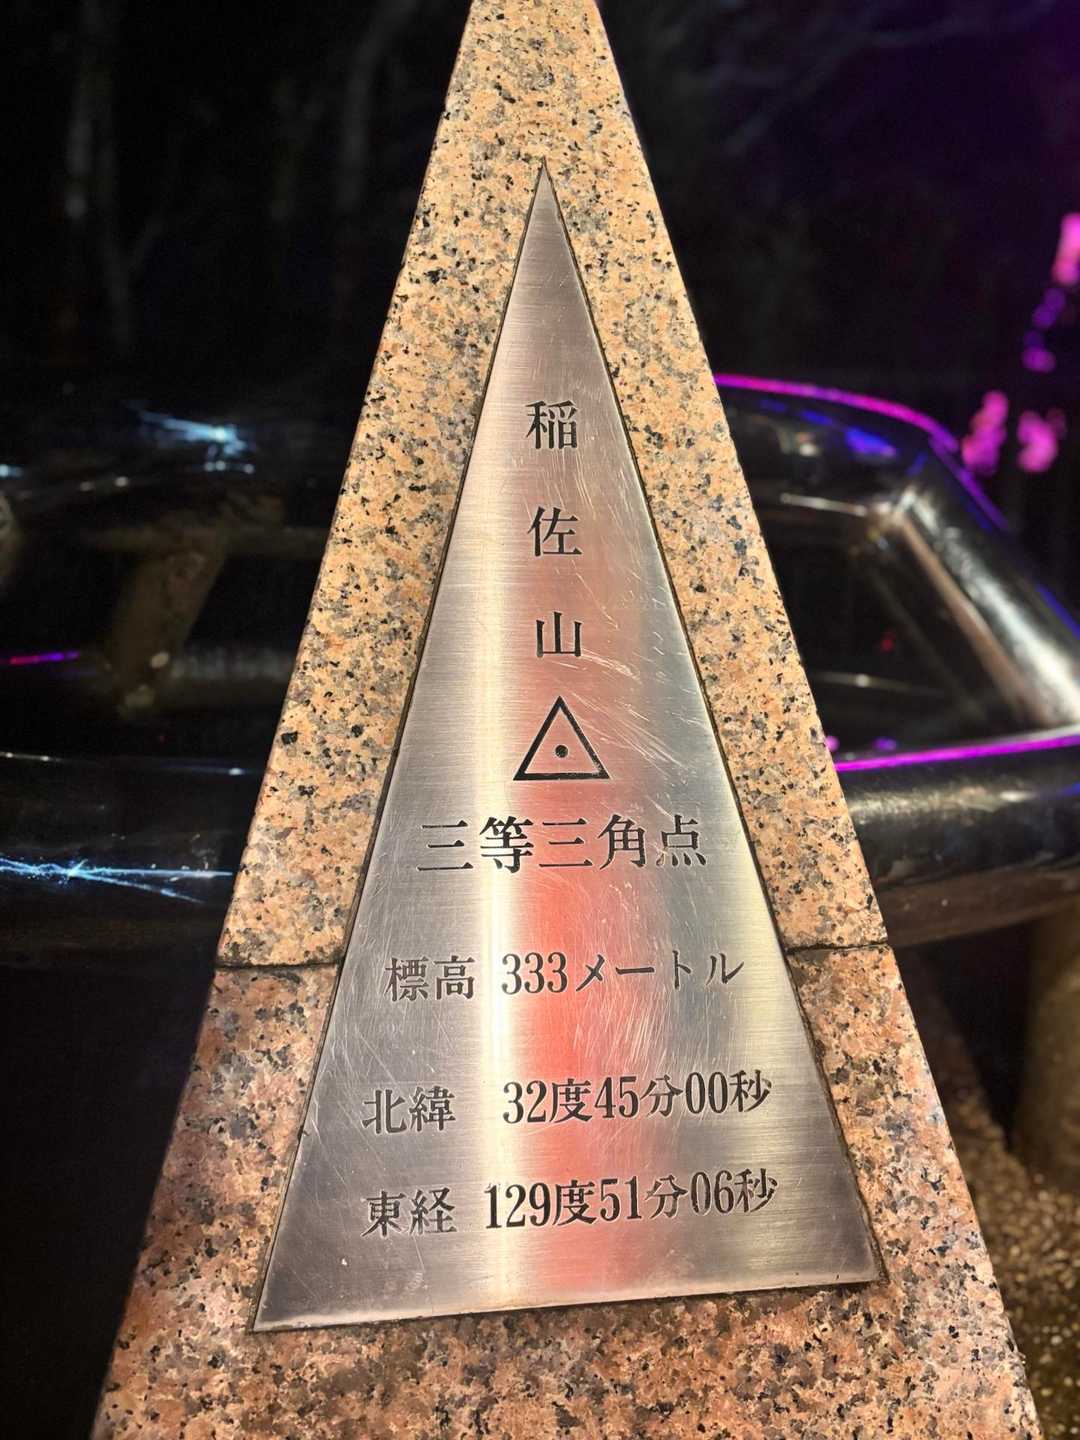 稲佐山
三等三角点
標高 333メートル
北緯 32度45分00秒
東経 129度51分06秒